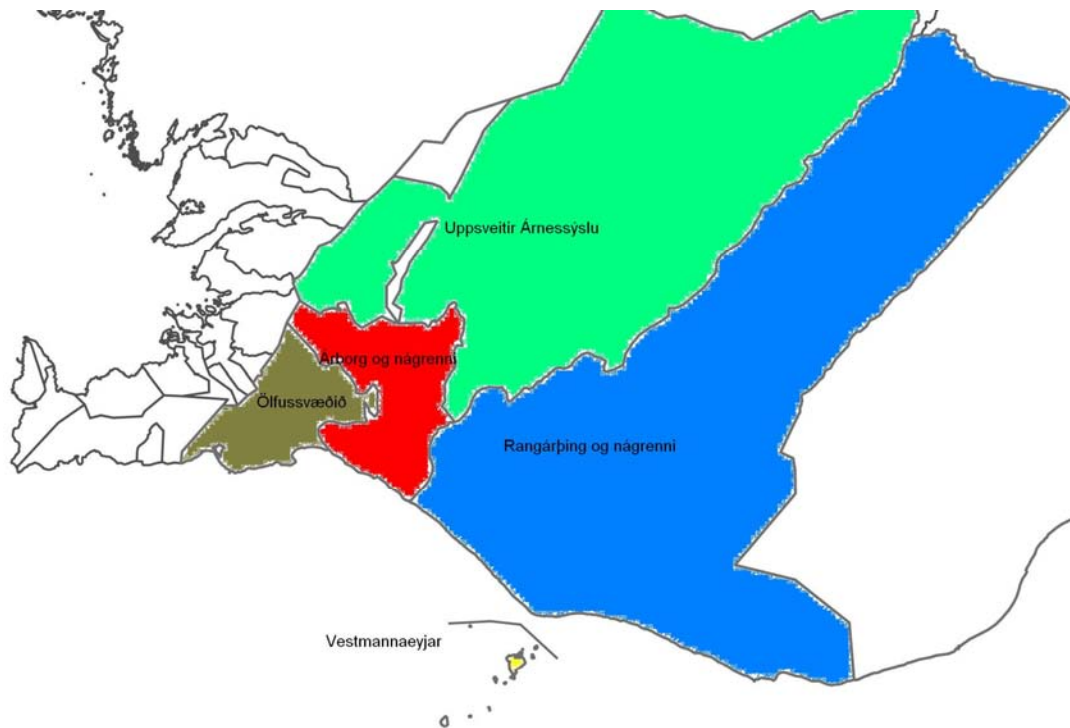 Uppsveitir Árnessýslu
Árborg og nágrenni
Ölfussvæðið
Rangárþing og nágrenni
Vestmannaeyjar